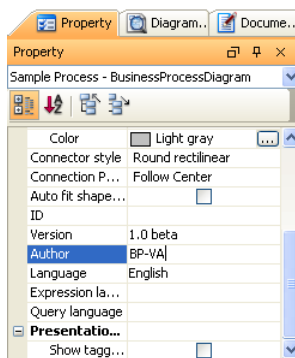 Property Diagram.. Docume..
Property
Sample Process - BusinessProcessDiagram
Color Light gray ...
Connector style Round rectilinear
Connection P... Follow Center
Auto fit shape...
ID
Version 1.0 beta
Author BP-VA
Language English
Expression la...
Query language
Presentatio...
Show tagg...